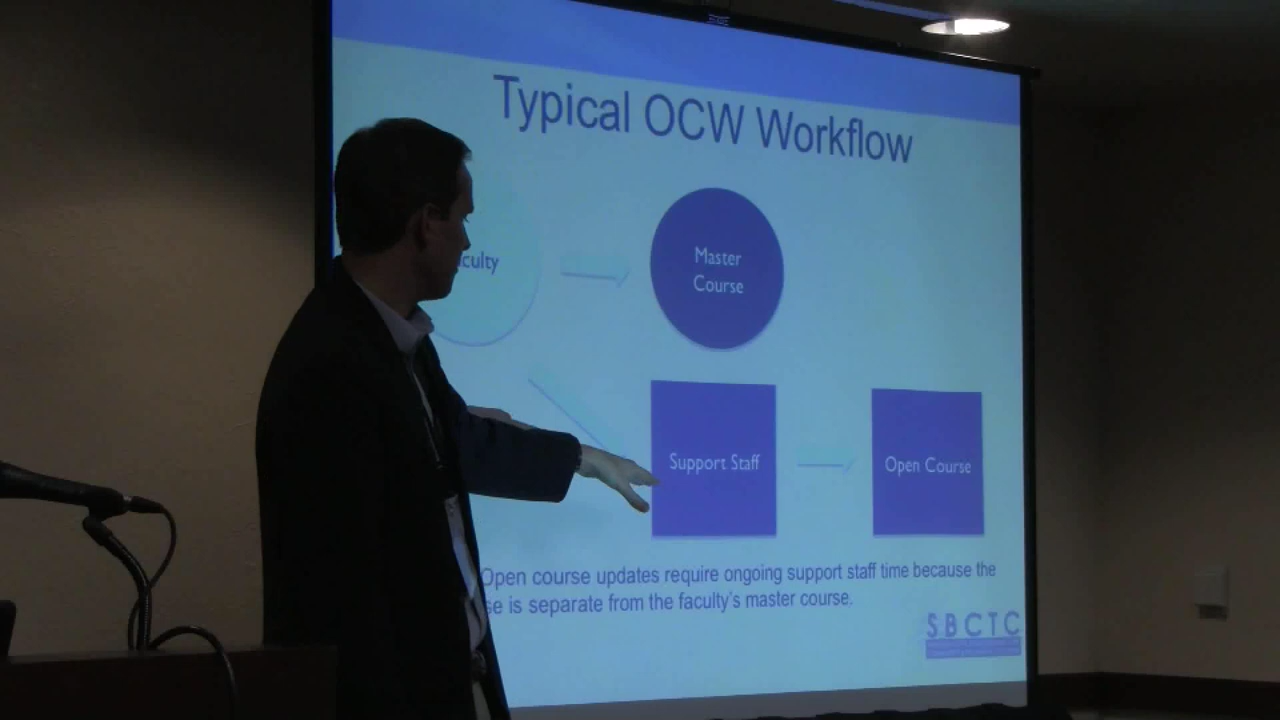 Typical OCW Workflow
culty
Master
Course
Support Staff
Open Course
Open course updates require ongoing support staff time because the
se is separate from the faculty's master course.
SBCTC